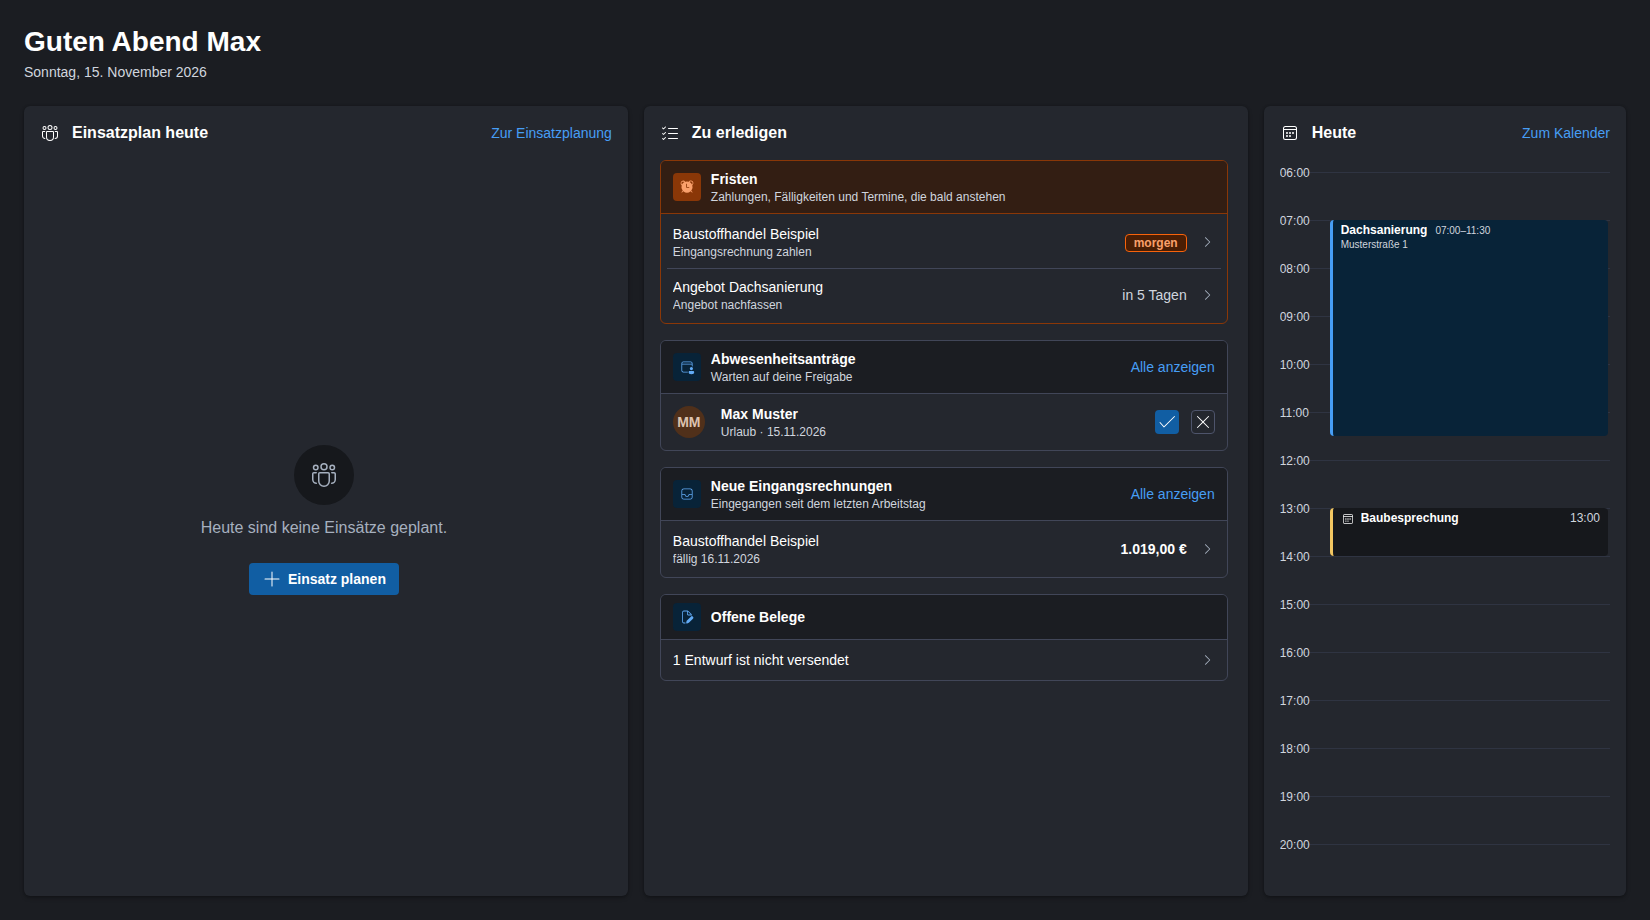 Guten Abend Max
Sonntag, 15. November 2026
Einsatzplan heute
Zur Einsatzplanung
Heute sind keine Einsätze geplant.
Einsatz planen
Zu erledigen
Fristen
Zahlungen, Fälligkeiten und Termine, die bald anstehen
Baustoffhandel Beispiel
Eingangsrechnung zahlen
morgen
Angebot Dachsanierung
Angebot nachfassen
in 5 Tagen
Abwesenheitsanträge
Warten auf deine Freigabe
Alle anzeigen
MM
Max Muster
Urlaub · 15.11.2026
Neue Eingangsrechnungen
Eingegangen seit dem letzten Arbeitstag
Alle anzeigen
Baustoffhandel Beispiel
fällig 16.11.2026
1.019,00 €
Offene Belege
1 Entwurf ist nicht versendet
Heute
Zum Kalender
06:00
07:00
Dachsanierung 07:00–11:30
Musterstraße 1
08:00
09:00
10:00
11:00
12:00
13:00
Baubesprechung 13:00
14:00
15:00
16:00
17:00
18:00
19:00
20:00